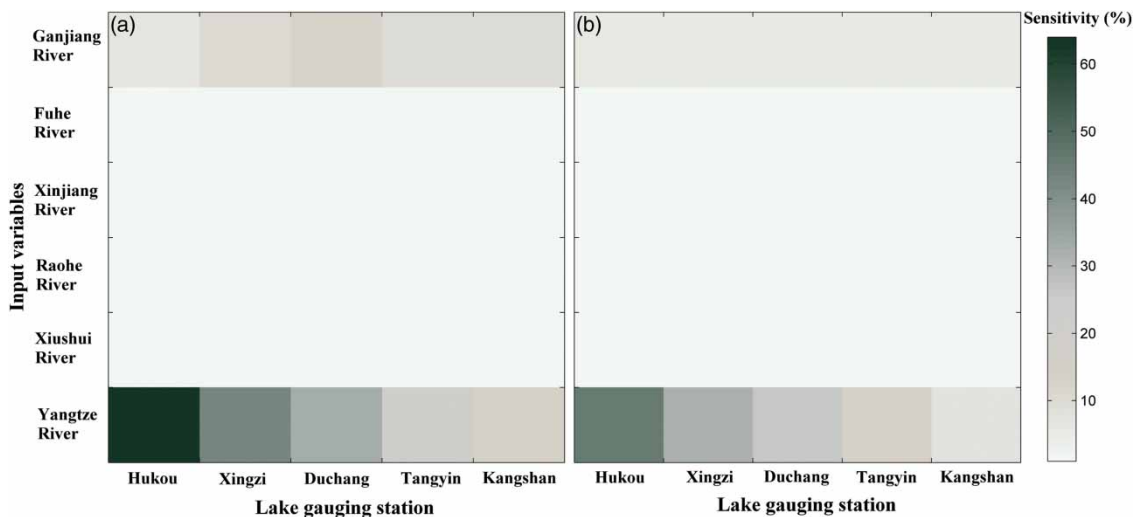 (a)
(b)
Sensitivity (%)
Ganjiang
River
Fuhe
River
Xinjiang
River
Raohe
River
Xiushui
River
Yangtze
River
Input variables
60
50
40
30
20
10
Hukou Xingzi Duchang Tangyin Kangshan
Hukou Xingzi Duchang Tangyin Kangshan
Lake gauging station
Lake gauging station